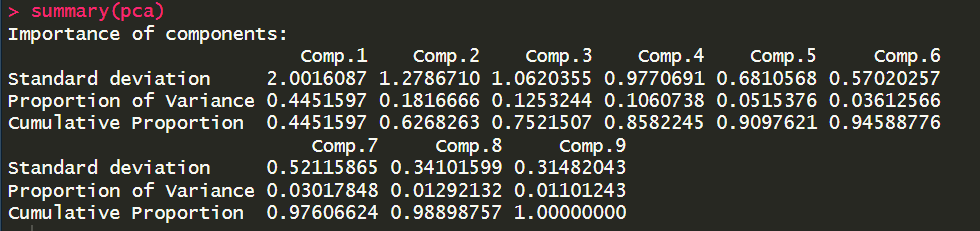 > summary(pca)
Importance of components:
                          Comp.1    Comp.2    Comp.3    Comp.4    Comp.5     Comp.6
Standard deviation     2.0016087 1.2786710 1.0620355 0.9770691 0.6810568 0.57020257
Proportion of Variance 0.4451597 0.1816666 0.1253244 0.1060738 0.0515376 0.03612566
Cumulative Proportion  0.4451597 0.6268263 0.7521507 0.8582245 0.9097621 0.94588776
                           Comp.7     Comp.8     Comp.9
Standard deviation     0.52115865 0.34101599 0.31482043
Proportion of Variance 0.03017848 0.01292132 0.01101243
Cumulative Proportion  0.97606624 0.98898757 1.00000000